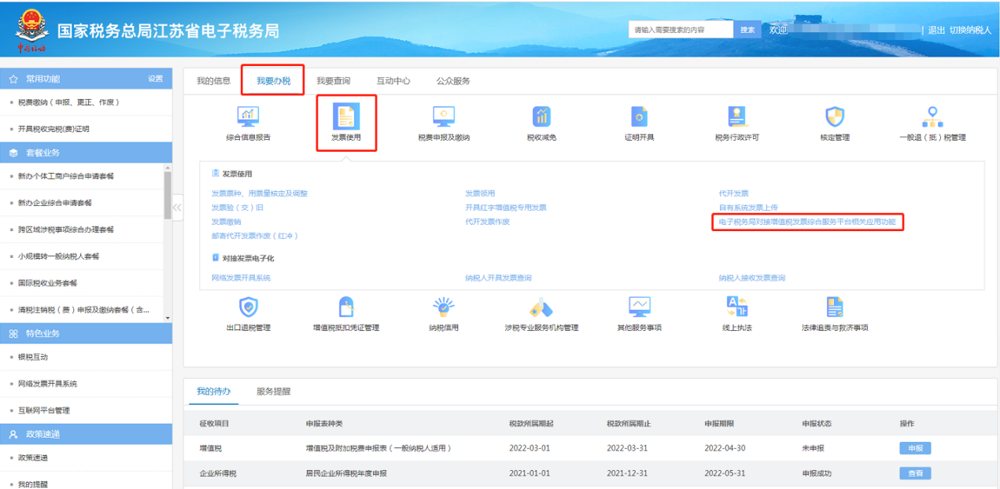 国家税务总局江苏省电子税务局
请输入需要搜索的内容 搜索 欢迎 | 退出 切换纳税人
常用功能 设置
税费缴纳（申报、更正、作废）
开具税收完税(费)证明
套餐业务
新办个体工商户综合申请套餐
新办企业综合申请套餐
跨区域涉税事项综合办理套餐
小规模转一般纳税人套餐
国际税收业务套餐
清税注销税（费）申报及缴纳套餐（含...
特色业务
银税互动
网络发票开具系统
互联网平台管理
政策速递
政策速递
我的提醒
我的信息 我要办税 我要查询 互动中心 公众服务
综合信息报告 发票使用 税费申报及缴纳 税收减免 证明开具 税务行政许可 核定管理 一般退（抵）税管理
发票使用
发票票种、用票量核定及调整 发票领用 代开发票
发票验（交）旧 开具红字增值税专用发票 自有系统发票上传
发票缴销 代开发票作废 电子税务局对接增值税发票综合服务平台相关应用功能
邮寄代开发票作废（红冲）
对接发票电子化
网络发票开具系统 纳税人开具发票查询 纳税人接收发票查询
出口退税管理 增值税抵扣凭证管理 纳税信用 涉税专业服务机构管理 其他服务事项 线上执法 法律追责与救济事项
我的待办 服务提醒
征收项目 申报表种类 税款所属期起 税款所属期止 申报期限 申报状态 操作
增值税 增值税及附加税费申报表（一般纳税人适用） 2022-03-01 2022-03-31 2022-04-30 未申报 申报
企业所得税 居民企业所得税年度申报 2021-01-01 2021-12-31 2022-05-31 申报成功 查看